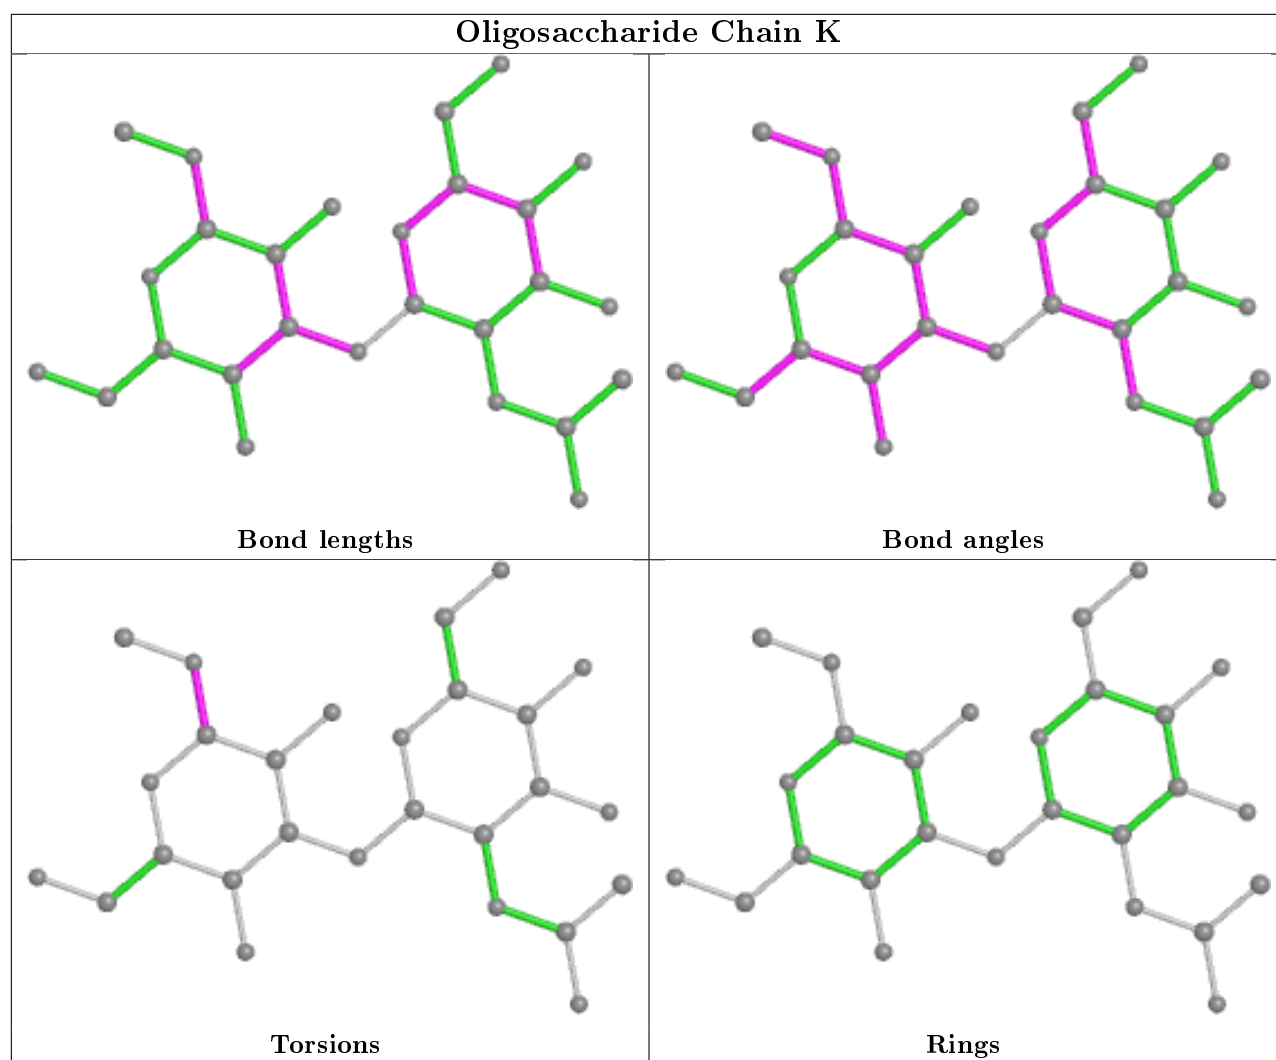 Oligosaccharide Chain K
Bond lengths
Bond angles
Torsions
Rings